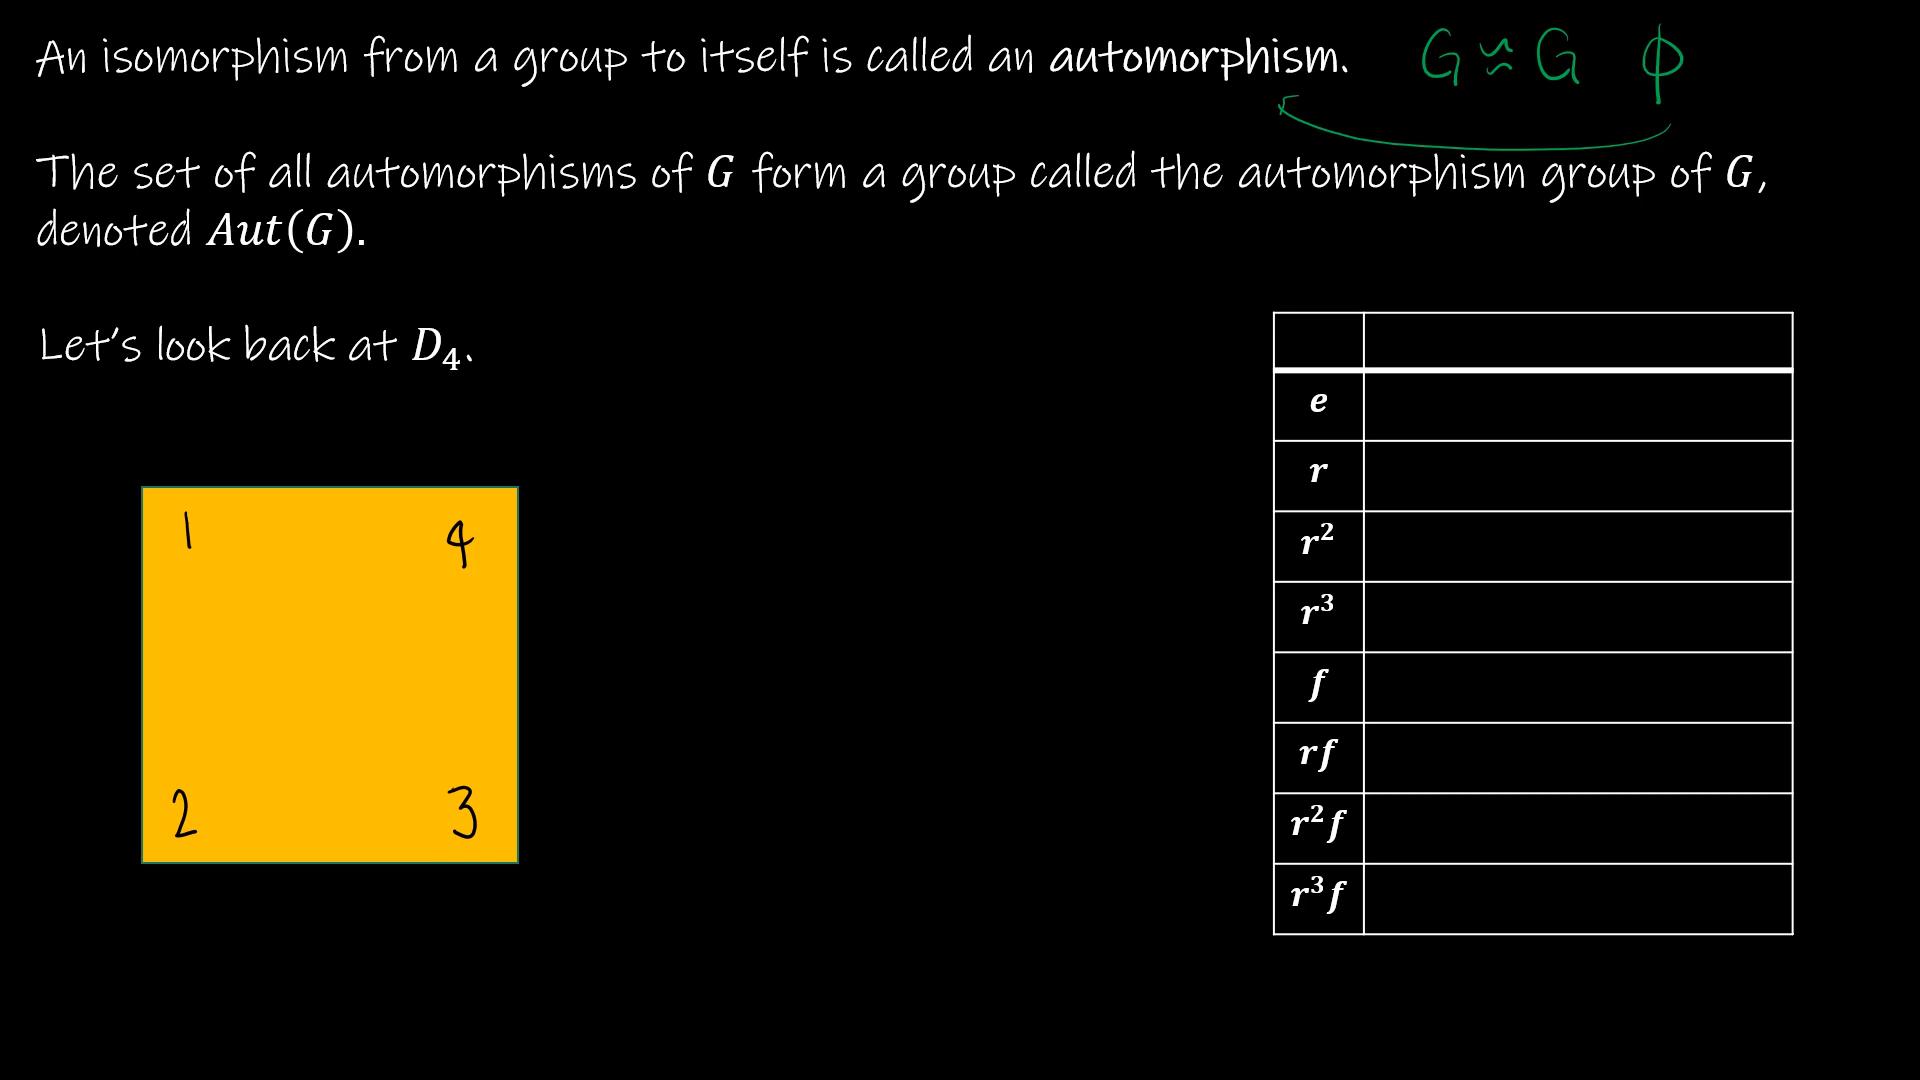 An isomorphism from a group to itself is called an automorphism. G ≅ G ϕ
The set of all automorphisms of G form a group called the automorphism group of G,
denoted Aut(G).
Let's look back at D₄.
1 4
2 3
e
r
r²
r³
f
rf
r²f
r³f